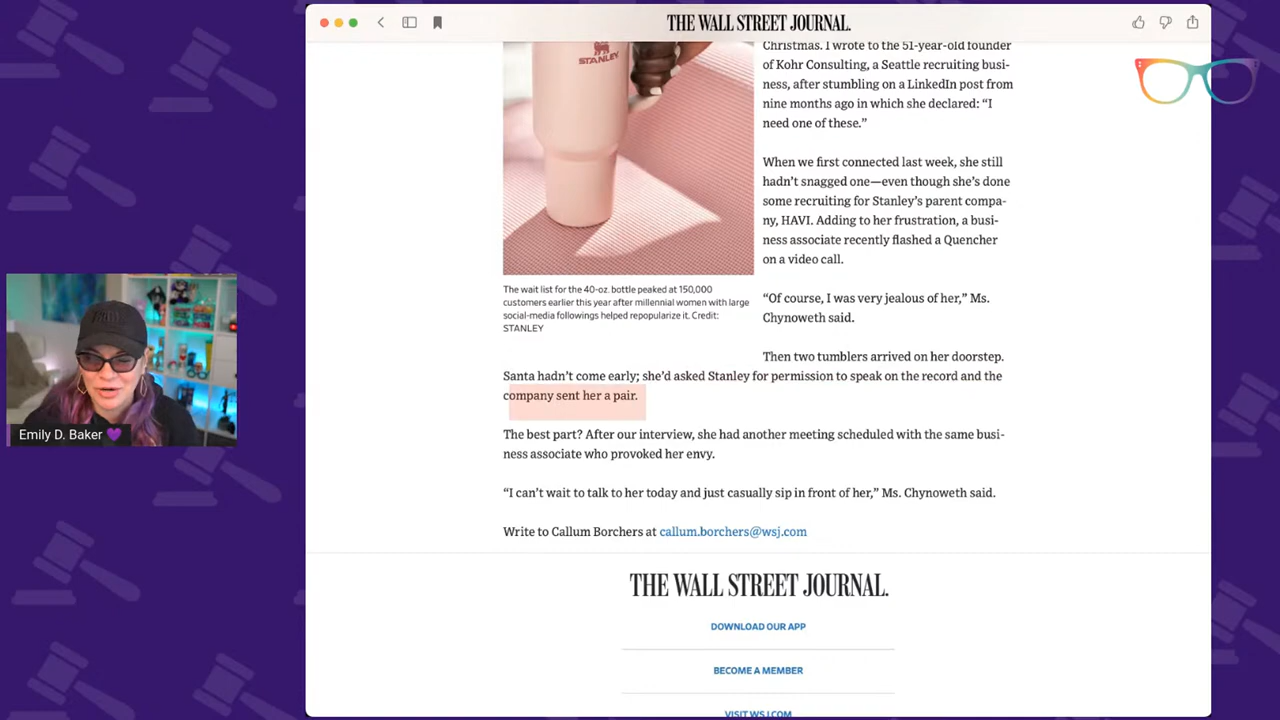 THE WALL STREET JOURNAL.
STANLEY
Christmas. I wrote to the 51-year-old founder
of Kohr Consulting, a Seattle recruiting busi-
ness, after stumbling on a LinkedIn post from
nine months ago in which she declared: “I
need one of these.”
When we first connected last week, she still
hadn’t snagged one—even though she’s done
some recruiting for Stanley’s parent compa-
ny, HAVI. Adding to her frustration, a busi-
ness associate recently flashed a Quencher
on a video call.
“Of course, I was very jealous of her,” Ms.
Chynoweth said.
The wait list for the 40-oz. bottle peaked at 150,000
customers earlier this year after millennial women with large
social-media followings helped repopularize it. Credit:
STANLEY
Then two tumblers arrived on her doorstep.
Santa hadn’t come early; she’d asked Stanley for permission to speak on the record and the
company sent her a pair.
The best part? After our interview, she had another meeting scheduled with the same busi-
ness associate who provoked her envy.
“I can’t wait to talk to her today and just casually sip in front of her,” Ms. Chynoweth said.
Write to Callum Borchers at callum.borchers@wsj.com
THE WALL STREET JOURNAL.
DOWNLOAD OUR APP
BECOME A MEMBER
VISIT WSJ.COM
Emily D. Baker 💜